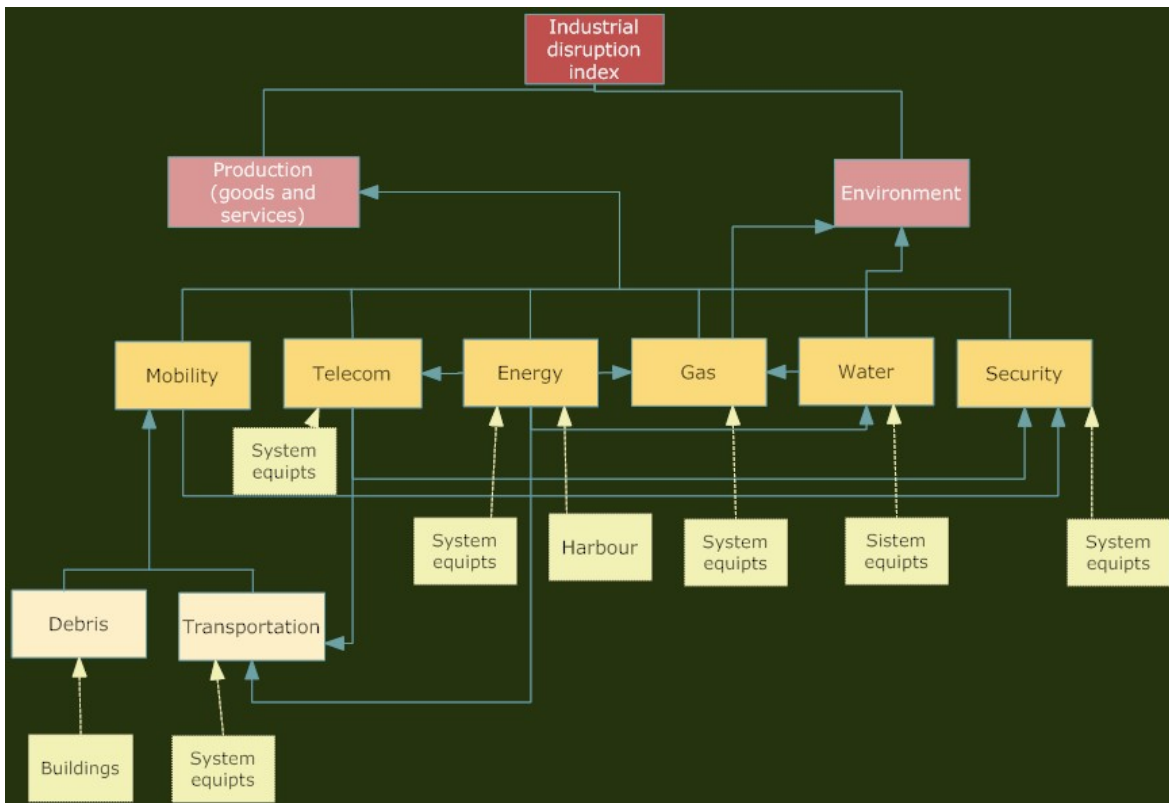 Industrial
disruption
index
Production
(goods and
services)
Environment
Mobility
Telecom
Energy
Gas
Water
Security
System
equipts
System
equipts
Harbour
System
equipts
Sistem
equipts
System
equipts
Debris
Transportation
Buildings
System
equipts